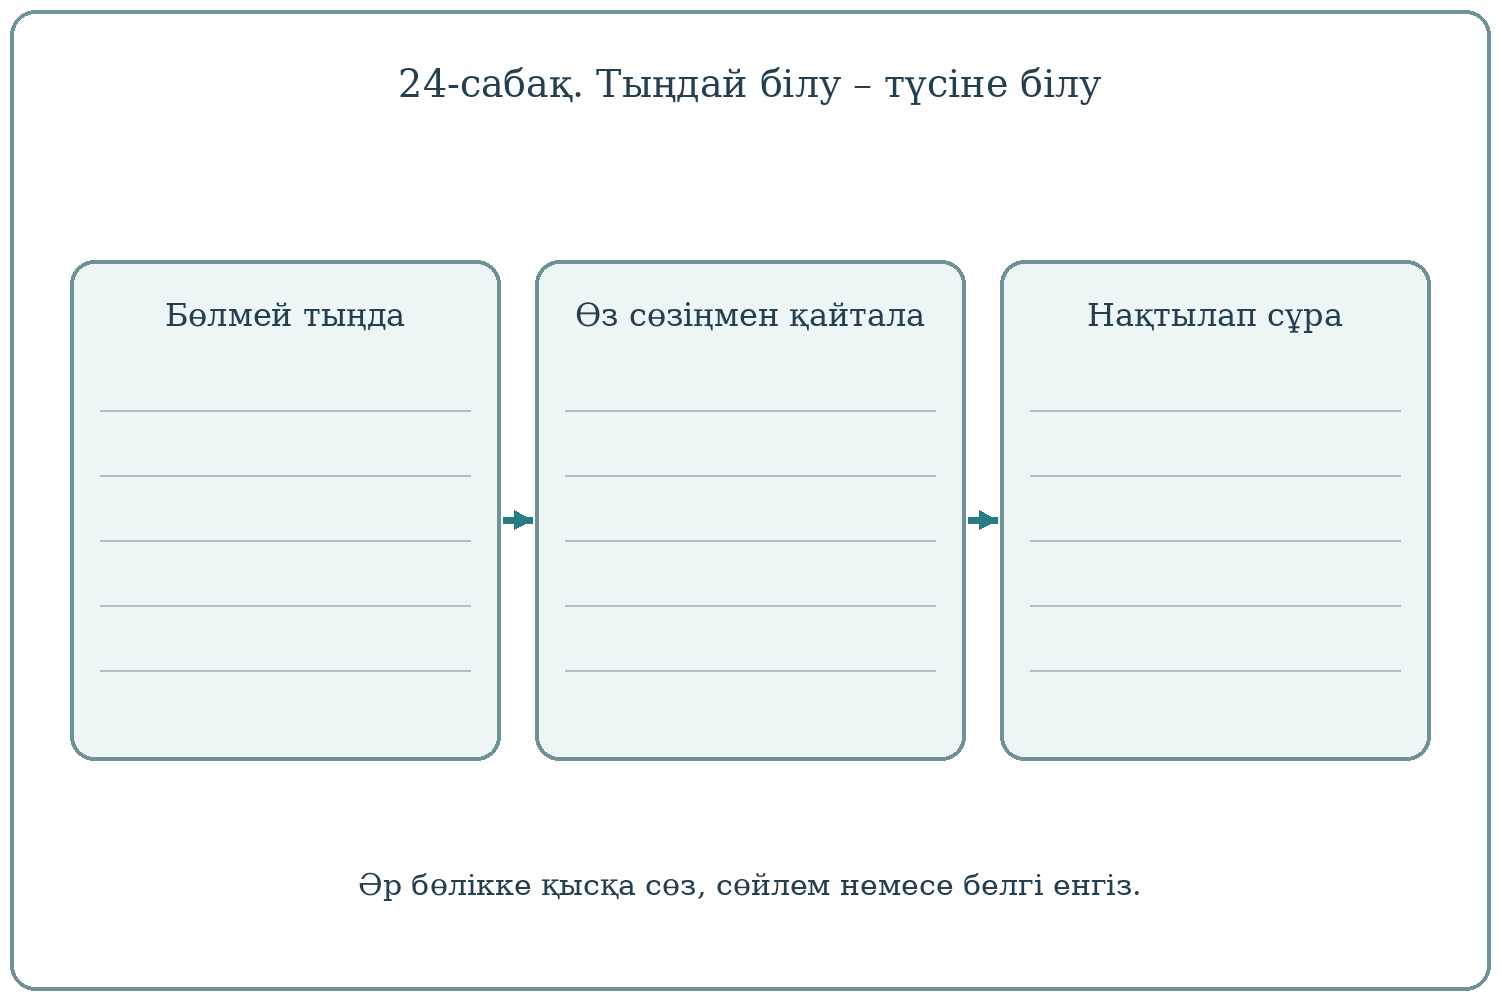 24-сабақ. Тыңдай білу – түсіне білу
Бөлмей тыңда
Өз сөзіңмен қайтала
Нақтылап сұра
Әр бөлікке қысқа сөз, сөйлем немесе белгі енгіз.